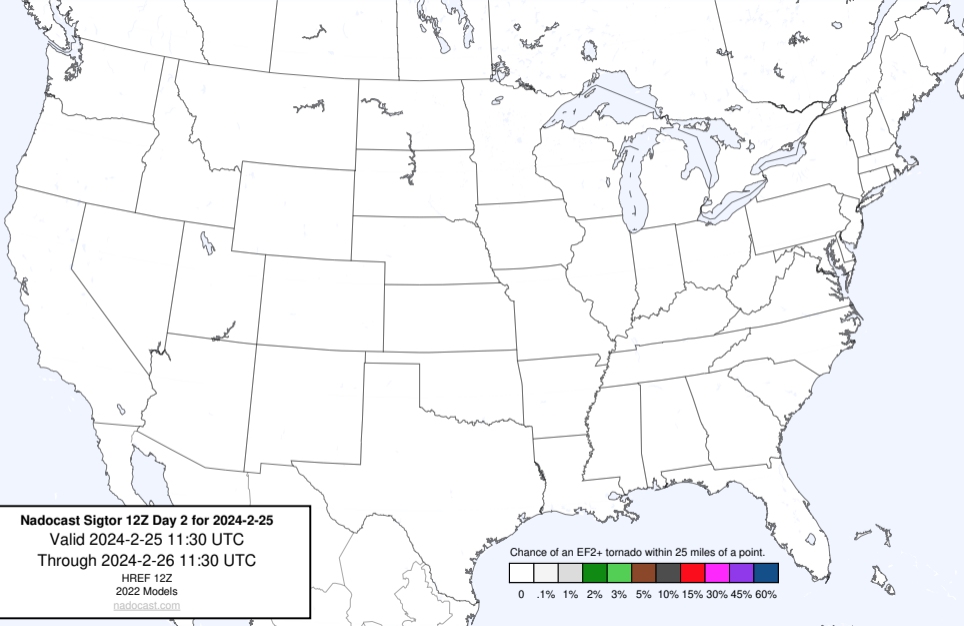 Nadocast Sigtor 12Z Day 2 for 2024-2-25
Valid 2024-2-25 11:30 UTC
Through 2024-2-26 11:30 UTC
HREF 12Z
2022 Models
nadocast.com
Chance of an EF2+ tornado within 25 miles of a point.
0 .1% 1% 2% 3% 5% 10% 15% 30% 45% 60%